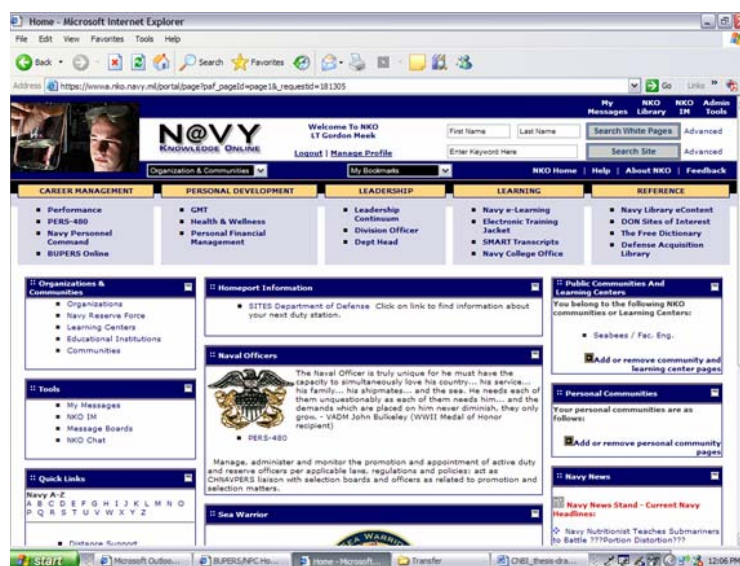 Home - Microsoft Internet Explorer
File Edit View Favorites Tools Help
Back Search Favorites
Address https://wwwa.nko.navy.mil/portal/page?paf_pageId=page1&_requestid=181305 Go Links
My Messages NKO Library NKO IM Admin Tools
N@VY
KNOWLEDGE ONLINE
Welcome To NKO
LT Gordon Meek
Logout | Manage Profile
First Name Last Name Search White Pages Advanced
Enter Keyword Here Search Site Advanced
Organization & Communities My Bookmarks NKO Home | Help | About NKO | Feedback
CAREER MANAGEMENT PERSONAL DEVELOPMENT LEADERSHIP LEARNING REFERENCE
Performance
PERS-480
Navy Personnel
Command
BUPERS Online
GMT
Health & Wellness
Personal Financial
Management
Leadership
Continuum
Division Officer
Dept Head
Navy e-Learning
Electronic Training
Jacket
SMART Transcripts
Navy College Office
Navy Library eContent
DON Sites of Interest
The Free Dictionary
Defense Acquisition
Library
Organizations &
Communities
Organizations
Navy Reserve Force
Learning Centers
Educational Institutions
Communities
Tools
My Messages
NKO IM
Message Boards
NKO Chat
Quick Links
Navy A-Z
A B C D E F G H I J K L M N O
P Q R S T U V W X Y Z
Distance Support
Homeport Information
SITES Department of Defense Click on link to find information about
your next duty station.
Naval Officers
The Naval Officer is truly unique for he must have the
capacity to simultaneously love his country... his service...
his family... his shipmates... and the sea. He needs each of
them unquestionably as each of them needs him... and the
demands which are placed on him never diminish, they only
grow. - VADM John Bulkeley (WWII Medal of Honor
recipient)
PERS-480
Manage, administer and monitor the promotion and appointment of active duty
and reserve officers per applicable laws, regulations and policies; act as
CHNAVPERS liaison with selection boards and officers as related to promotion and
selection matters.
Sea Warrior
SEA WARRIOR
Public Communities And
Learning Centers
You belong to the following NKO
communities or Learning Centers:
Seabees / Fac. Eng.
Add or remove community and
learning center pages
Personal Communities
Your personal communities are as
follows:
Add or remove personal community
pages
Navy News
Navy News Stand - Current Navy
Headlines:
Navy Nutritionist Teaches Submariners
to Battle ???Portion Distortion???
start Microsoft Outloo... BUPERS/NPC Ho... Home - Microsoft... Transfer 12:06 PM